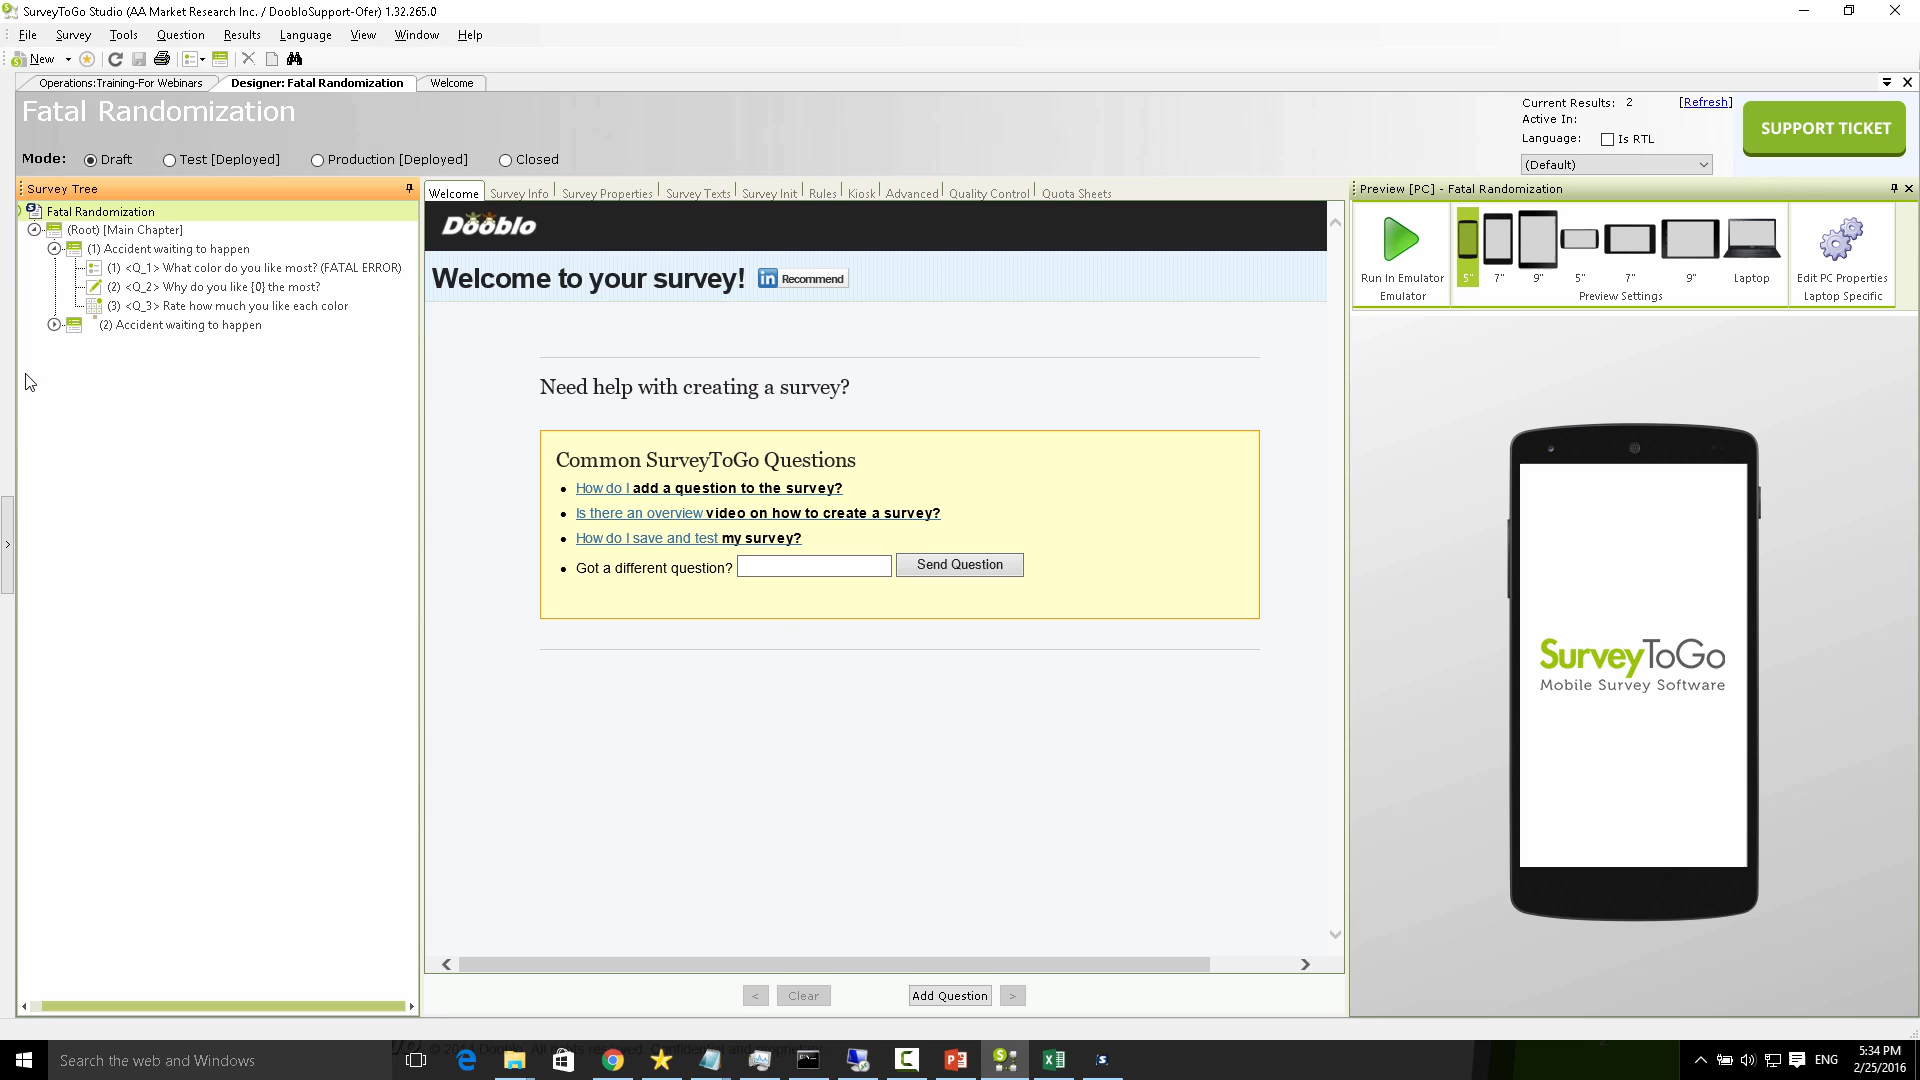 SurveyToGo Studio (AA Market Research Inc. / DoobloSupport-Ofer) 1.32.265.0
File Survey Tools Question Results Language View Window Help
New
Operations:Training-For Webinars Designer: Fatal Randomization Welcome
Fatal Randomization
Current Results: 2 [Refresh]
Active In:
Language: Is RTL
(Default)
SUPPORT TICKET
Mode: Draft Test [Deployed] Production [Deployed] Closed
Survey Tree
Fatal Randomization
(Root) [Main Chapter]
(1) Accident waiting to happen
(1) <Q_1> What color do you like most? (FATAL ERROR)
(2) <Q_2> Why do you like {0} the most?
(3) <Q_3> Rate how much you like each color
(2) Accident waiting to happen
Welcome Survey Info Survey Properties Survey Texts Survey Init Rules Kiosk Advanced Quality Control Quota Sheets
Dooblo
Welcome to your survey! in Recommend
Need help with creating a survey?
Common SurveyToGo Questions
How do I add a question to the survey?
Is there an overview video on how to create a survey?
How do I save and test my survey?
Got a different question? Send Question
< Clear Add Question >
Preview [PC] - Fatal Randomization
Run In Emulator 5" 7" 9" 5" 7" 9" Laptop Edit PC Properties
Emulator Preview Settings Laptop Specific
SurveyToGo
Mobile Survey Software
Search the web and Windows
ENG
5:34 PM
2/25/2016